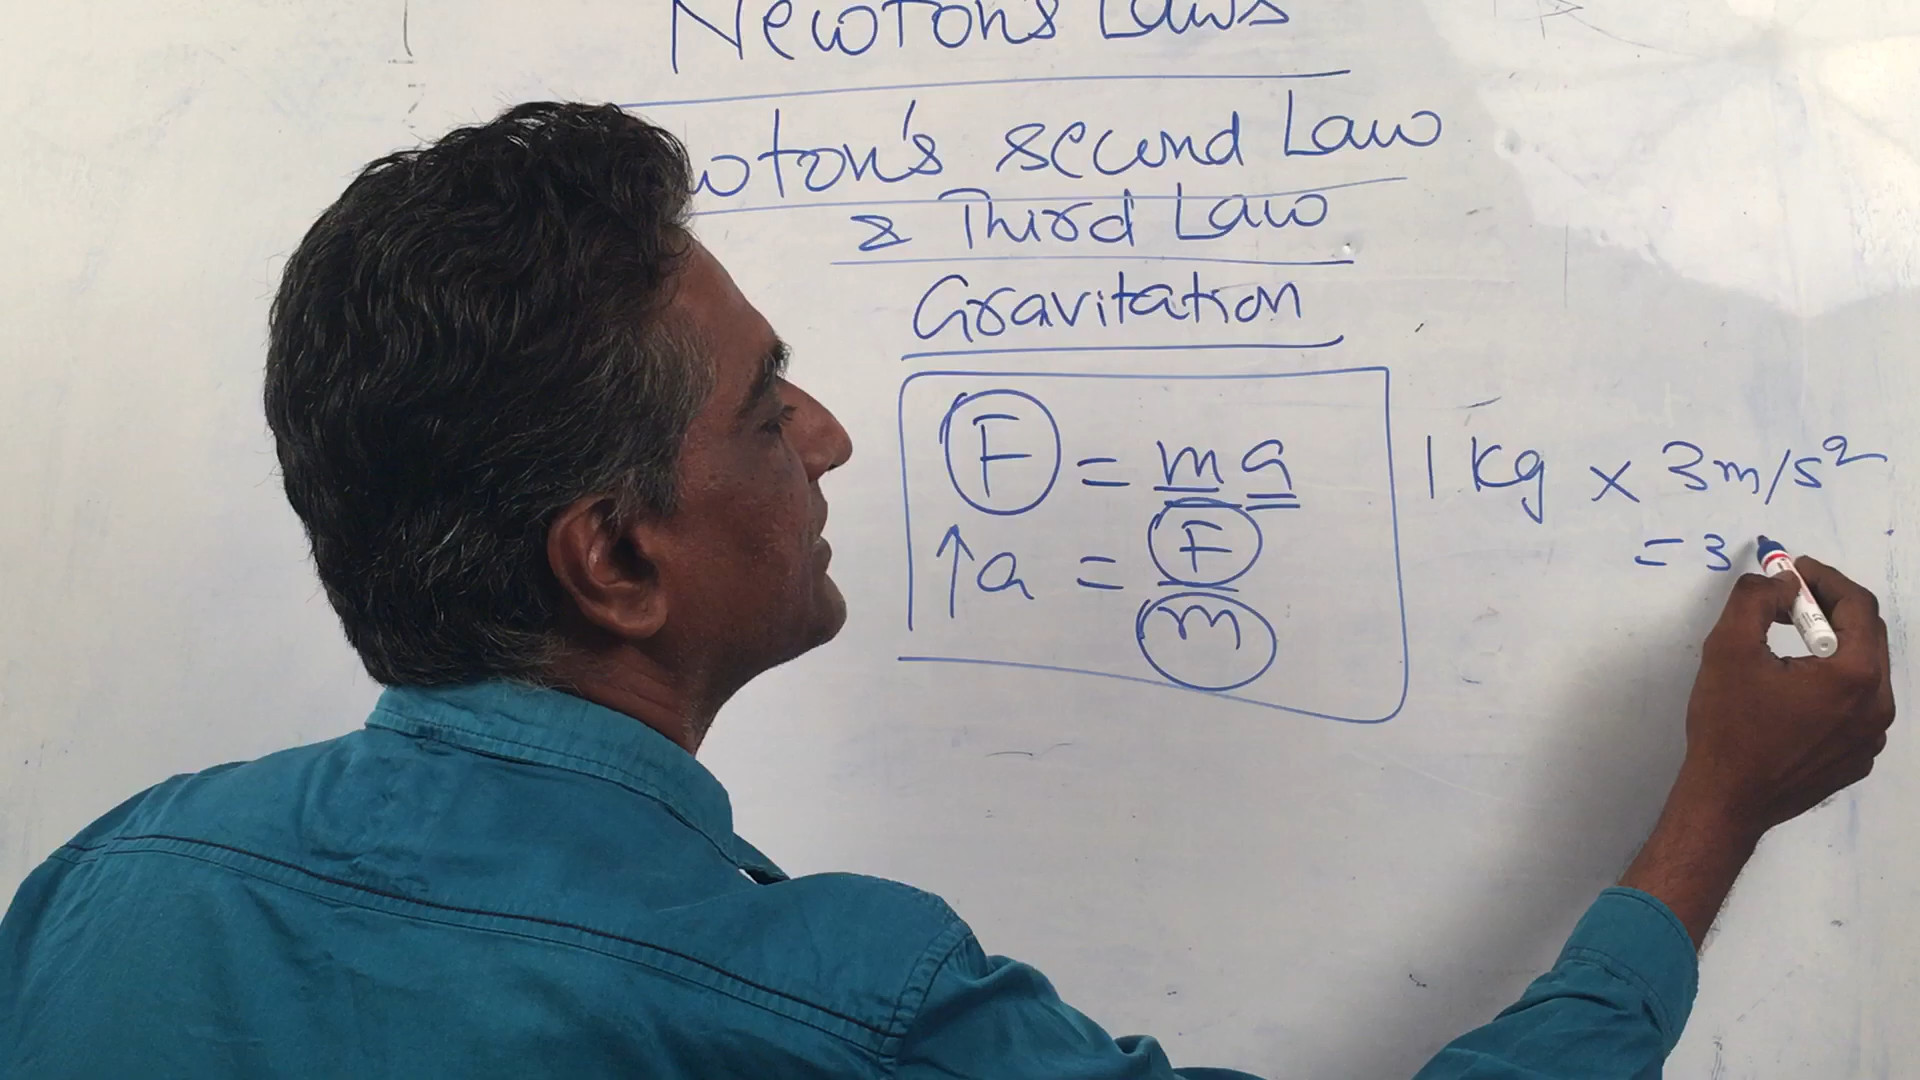 Newton's Laws
wton's second Law
& Third Law
Gravitation
F = ma
↑a = F/m
1 kg × 3m/s²
= 3